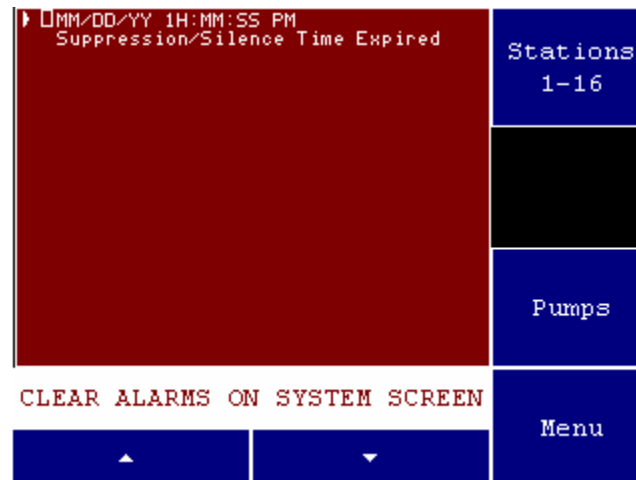 MM/DD/YY 1H:MM:SS PM
Suppression/Silence Time Expired
Stations
1-16
Pumps
CLEAR ALARMS ON SYSTEM SCREEN
Menu